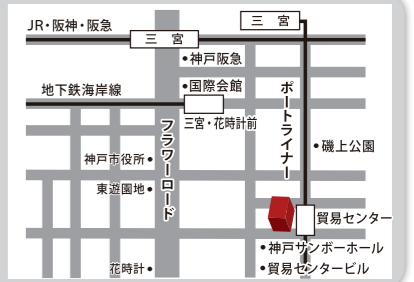 JR・阪神・阪急
三　宮
三　宮
神戸阪急
国際会館
地下鉄海岸線
三宮・花時計前
ポートライナー
フラワーロード
磯上公園
神戸市役所
東遊園地
貿易センター
神戸サンボーホール
花時計
貿易センタービル